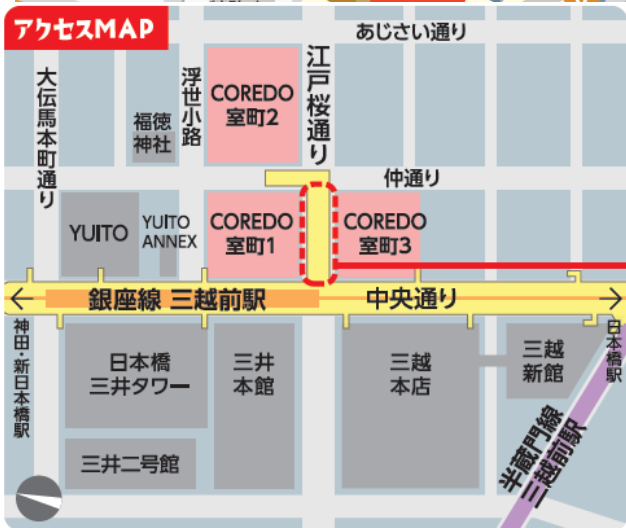 アクセスMAP
あじさい通り
大伝馬本町通り
浮世小路
江戸桜通り
COREDO
室町2
福徳
神社
仲通り
YUITO
YUITO
ANNEX
COREDO
室町1
COREDO
室町3
銀座線 三越前駅
中央通り
神田・新日本橋駅
日本橋駅
日本橋
三井タワー
三井
本館
三越
本店
三越
新館
三井二号館
半蔵門線
三越前駅